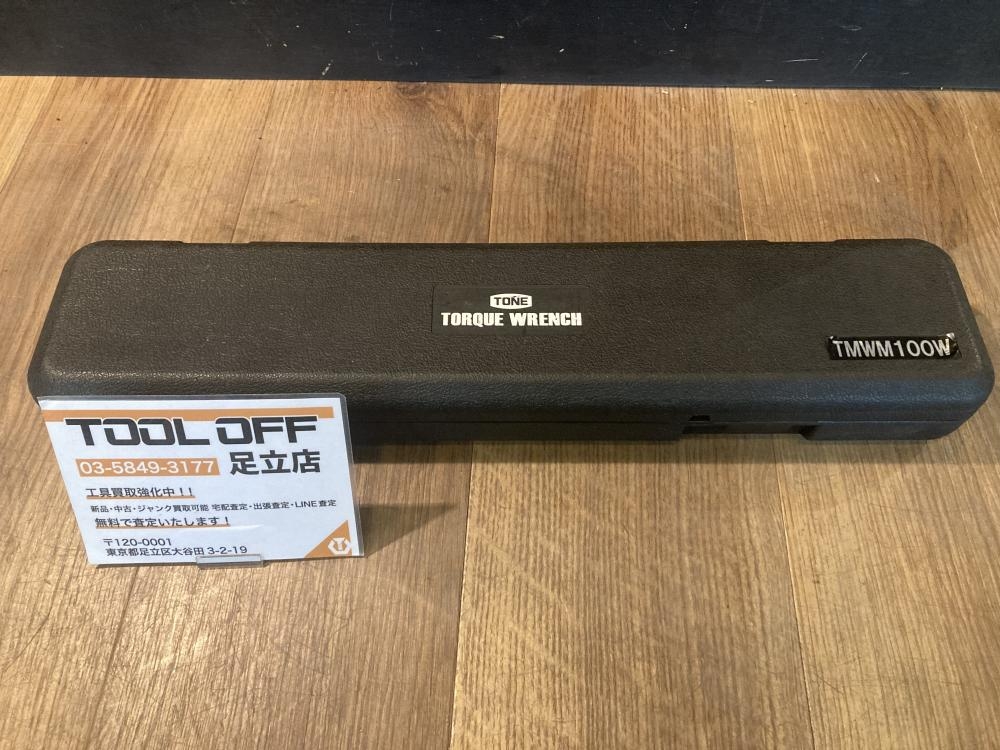 TONE
TORQUE WRENCH
TMWM100W
TOOL OFF
03-5849-3177 足立店
工具買取強化中！！
新品・中古・ジャンク買取可能 宅配査定・出張査定・LINE査定
無料で査定いたします！
〒120-0001
東京都足立区大谷田 3-2-19